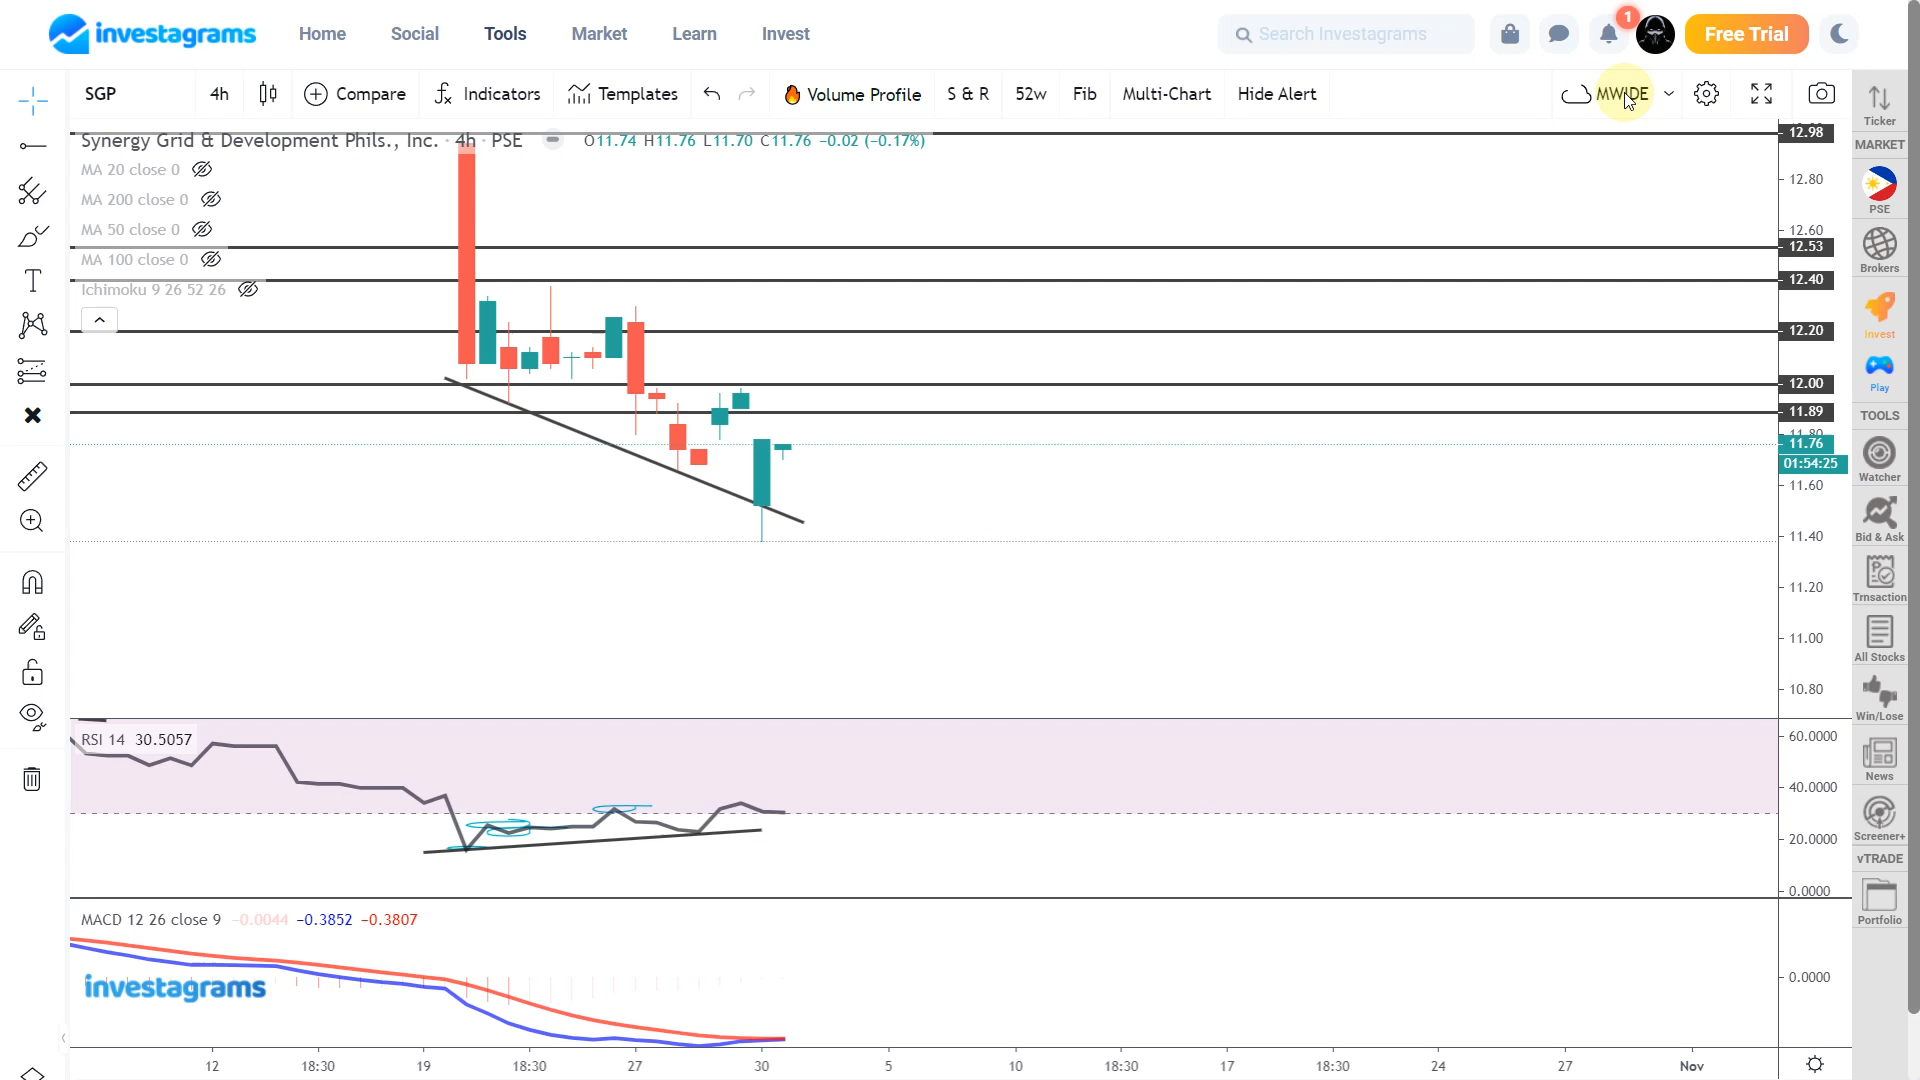 investagrams
Home
Social
Tools
Market
Learn
Invest
Search Investagrams
1
Free Trial
SGP
4h
Compare
Indicators
Templates
Volume Profile
S & R
52w
Fib
Multi-Chart
Hide Alert
MWIDE
Synergy Grid & Development Phils., Inc. · 4h · PSE
O11.74 H11.76 L11.70 C11.76 −0.02 (−0.17%)
MA 20 close 0
MA 200 close 0
MA 50 close 0
MA 100 close 0
Ichimoku 9 26 52 26
12.98
12.80
12.60
12.53
12.40
12.20
12.00
11.89
11.80
11.76
01:54:25
11.60
11.40
11.20
11.00
10.80
RSI 14 30.5057
60.0000
40.0000
20.0000
0.0000
MACD 12 26 close 9 −0.0044 −0.3852 −0.3807
investagrams
0.0000
12
18:30
19
18:30
27
30
5
10
18:30
17
18:30
24
27
Nov
Ticker
MARKET
PSE
Brokers
Invest
Play
TOOLS
Watcher
Bid & Ask
Trnsaction
All Stocks
Win/Lose
News
Screener+
vTRADE
Portfolio